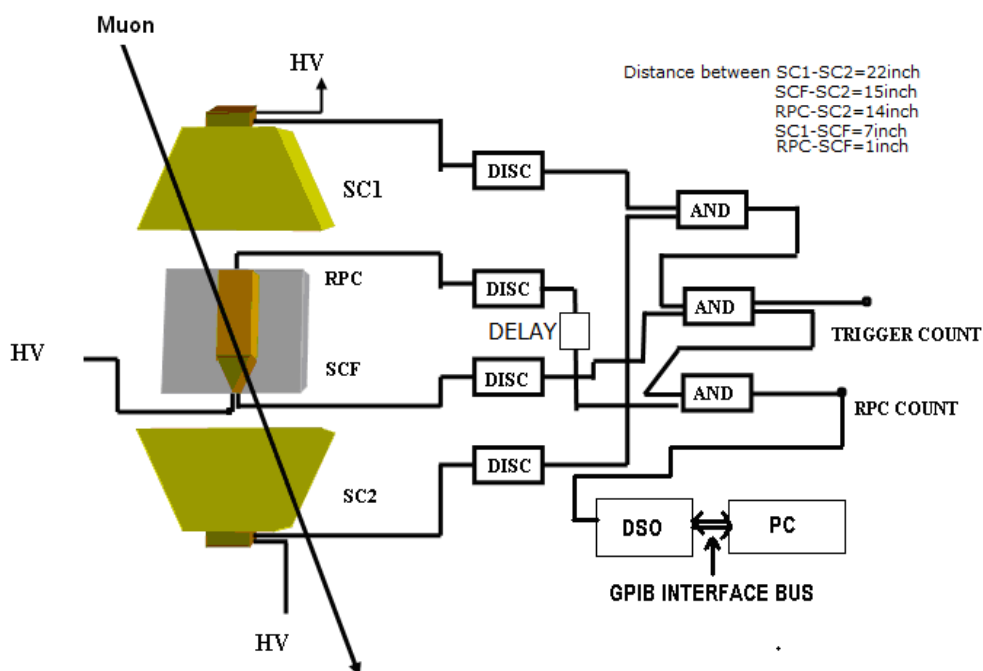 Muon
HV
Distance between SC1-SC2=22inch
SCF-SC2=15inch
RPC-SC2=14inch
SC1-SCF=7inch
RPC-SCF=1inch
DISC
SC1
AND
RPC
DISC
AND
DELAY
TRIGGER COUNT
HV
SCF
DISC
AND
RPC COUNT
SC2
DISC
DSO
PC
GPIB INTERFACE BUS
HV